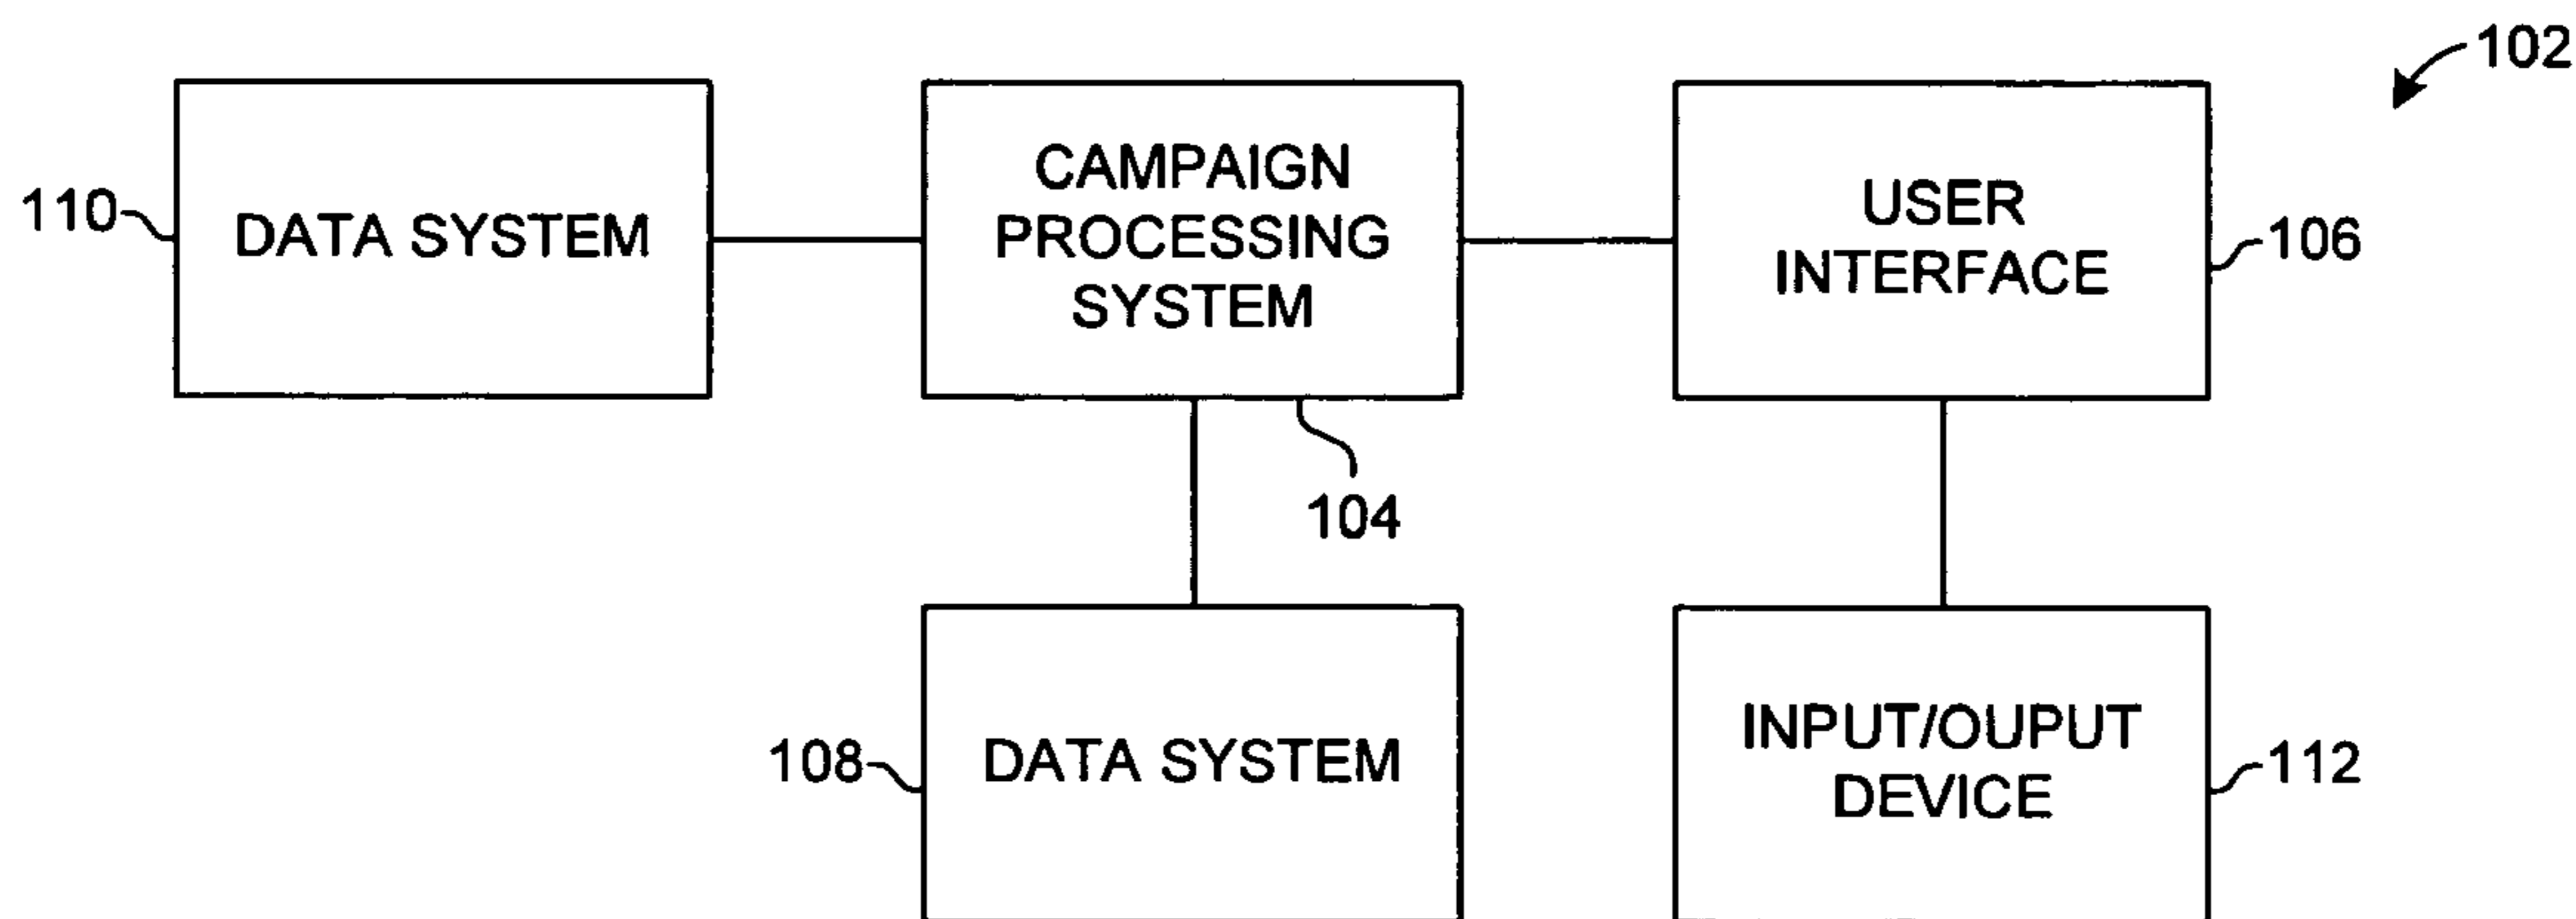 102
110
DATA SYSTEM
CAMPAIGN
PROCESSING
SYSTEM
USER
INTERFACE
106
104
108
DATA SYSTEM
INPUT/OUPUT
DEVICE
112